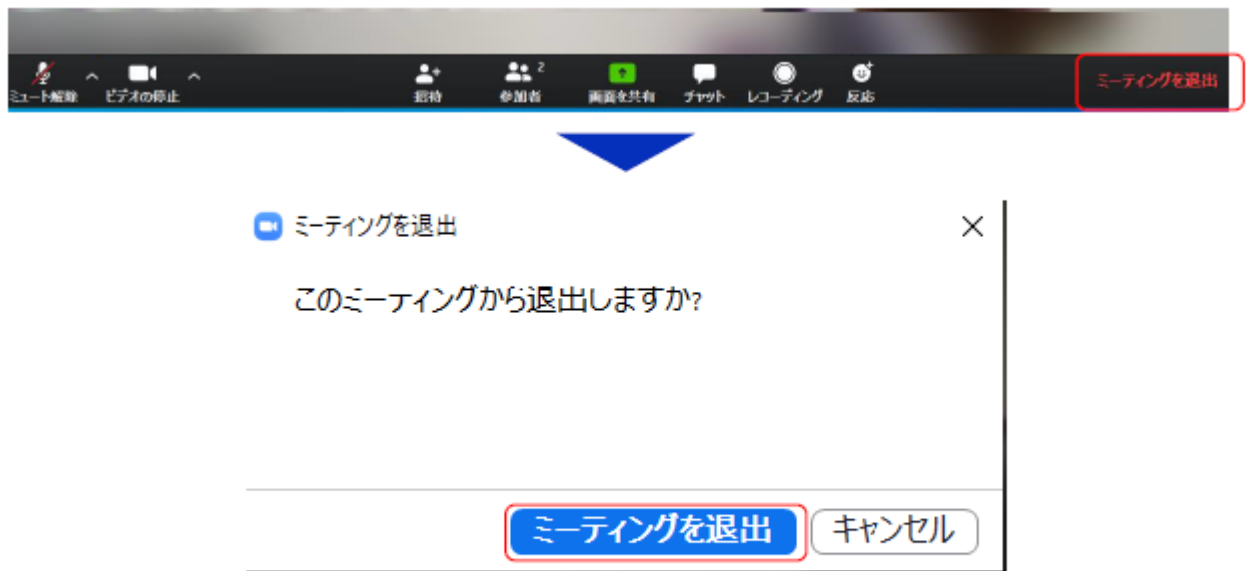 ミュート解除 ビデオの停止 招待 参加者 2 画面を共有 チャット レコーディング 反応 ミーティングを退出
ミーティングを退出
このミーティングから退出しますか?
ミーティングを退出 キャンセル